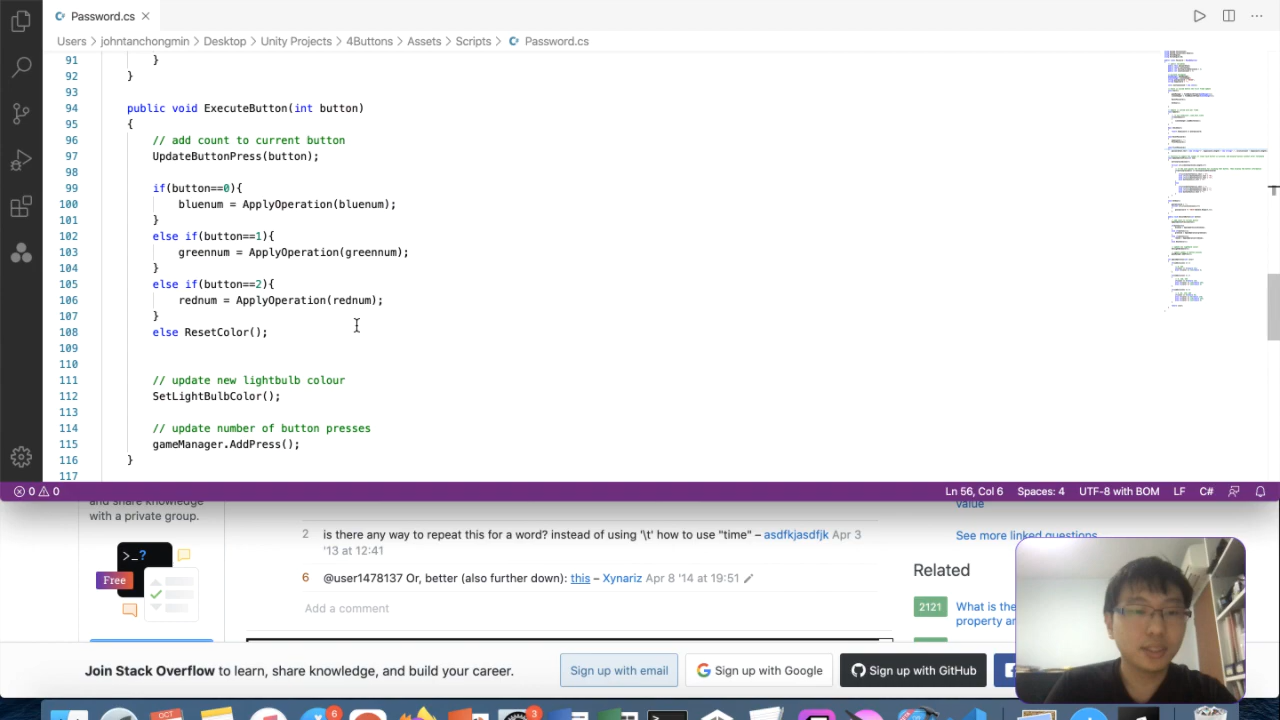 Password.cs
Users > johntanchongmin > Desktop > Unity Projects > 4Buttons > Assets > Scripts > Password.cs
91 }
92 }
93
94 public void ExecuteButton(int button)
95 {
96 // add count to current button
97 UpdateButtonPress(button);
98
99 if(button==0){
100 bluenum = ApplyOperation(bluenum);
101 }
102 else if(button==1){
103 greennum = ApplyOperation(greennum);
104 }
105 else if(button==2){
106 rednum = ApplyOperation(rednum);
107 }
108 else ResetColor();
109
110
111 // update new lightbulb colour
112 SetLightBulbColor();
113
114 // update number of button presses
115 gameManager.AddPress();
116 }
117
0 0 Ln 56, Col 6 Spaces: 4 UTF-8 with BOM LF C#
and share knowledge
with a private group.
>_?
Free
2 is there any way to repeat this for a word? instead of using '\t' how to use "time" – asdfkjasdfjk Apr 3
'13 at 12:41
6 @user1478137 Or, better (also further down): this – Xynariz Apr 8 '14 at 19:51
Add a comment
value
See more linked questions
Related
2121 What is the
property
Join Stack Overflow to learn, share knowledge, and build your career.
Sign up with email
Sign up with Google
Sign up with GitHub
OCT
6
3